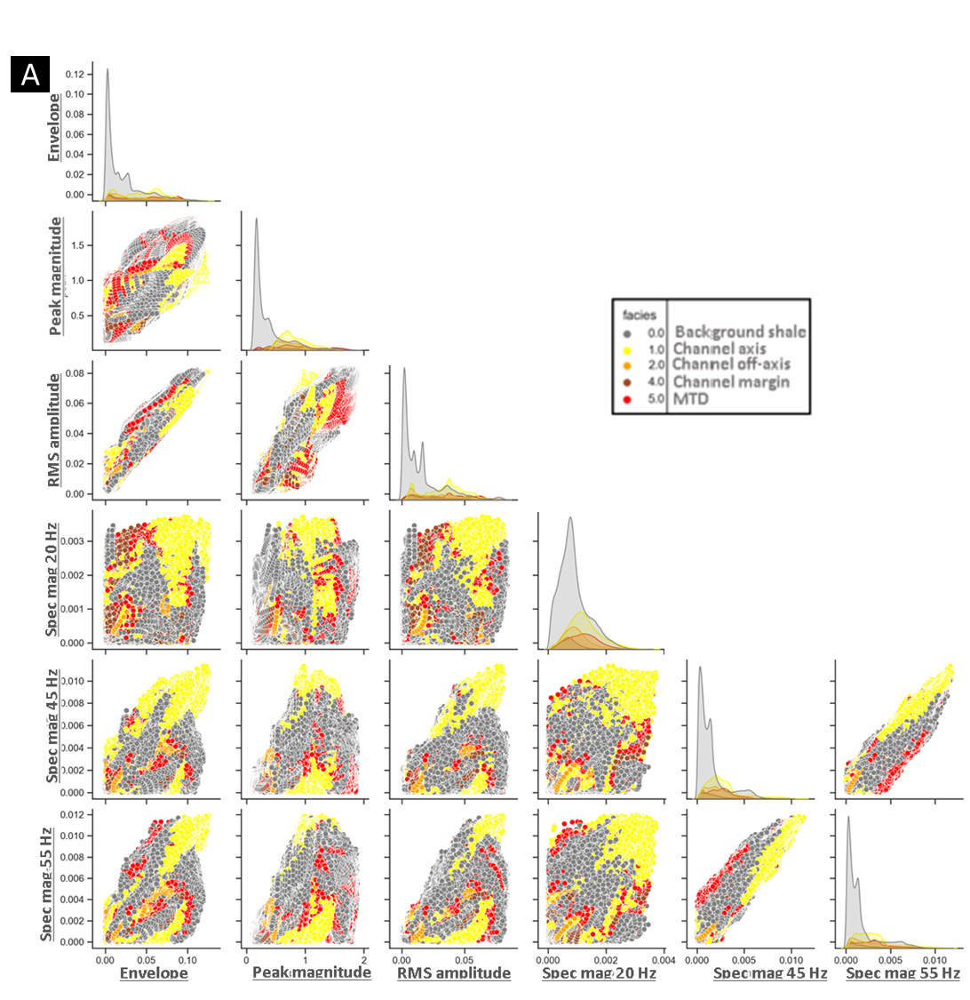 A
Envelope
0.12
0.10
0.08
0.06
0.04
0.02
0.00
Peak magnitude
1.5
1.0
0.5
facies
0.0 Background shale
1.0 Channel axis
2.0 Channel off-axis
4.0 Channel margin
5.0 MTD
RMS amplitude
0.08
0.06
0.04
0.02
0.00
Spec mag 20 Hz
0.003
0.002
0.001
0.000
Spec mag 45 Hz
0.010
0.008
0.006
0.004
0.002
0.000
Spec mag 55 Hz
0.012
0.010
0.008
0.006
0.004
0.002
0.000
0.00 0.05 0.10 0 1 2 0.00 0.05 0.000 0.002 0.004 0.000 0.005 0.010 0.000 0.005 0.010
Envelope Peak magnitude RMS amplitude Spec mag 20 Hz Spec mag 45 Hz Spec mag 55 Hz